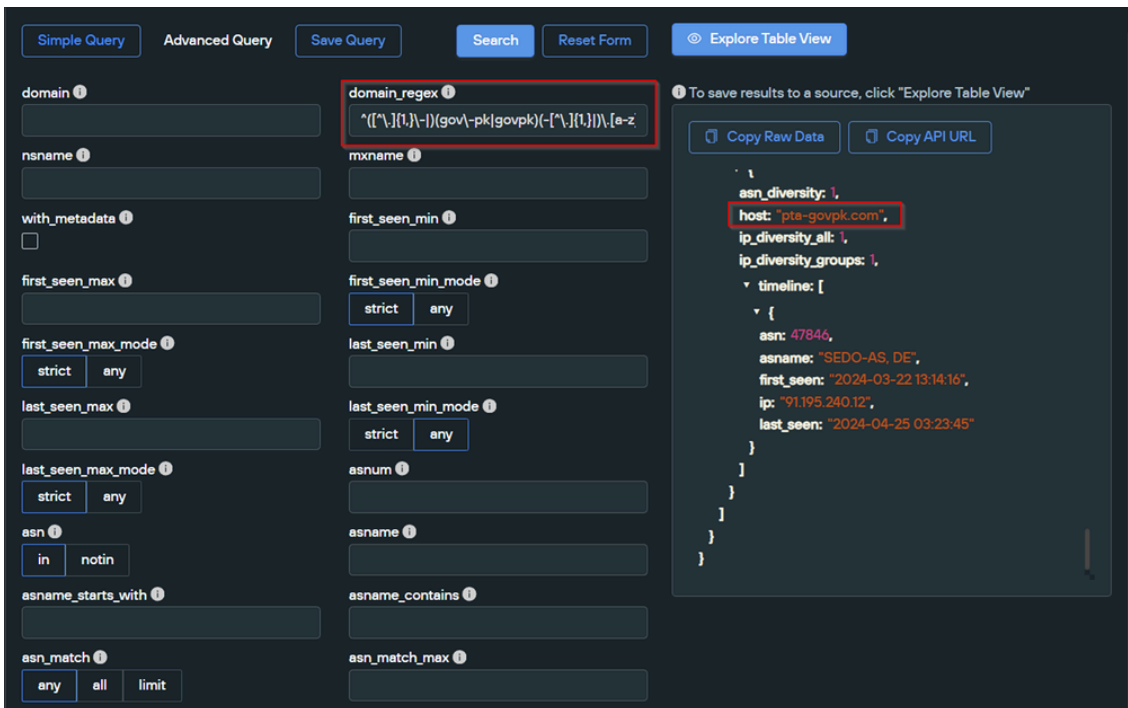 Simple Query Advanced Query Save Query Search Reset Form Explore Table View
domain domain_regex
^([^\.]{1,}\-|)(gov\-pk|govpk)(-[^\.]{1,}|)\.[a-z]
nsname mxname
with_metadata first_seen_min
first_seen_max first_seen_min_mode
strict any
first_seen_max_mode last_seen_min
strict any
last_seen_max last_seen_min_mode
strict any
last_seen_max_mode asnum
strict any
asn asname
in notin
asname_starts_with asname_contains
asn_match asn_match_max
any all limit
To save results to a source, click "Explore Table View"
Copy Raw Data Copy API URL
{
asn_diversity: 1,
host: "pta-govpk.com",
ip_diversity_all: 1,
ip_diversity_groups: 1,
timeline: [
{
asn: 47846,
asname: "SEDO-AS, DE",
first_seen: "2024-03-22 13:14:16",
ip: "91.195.240.12",
last_seen: "2024-04-25 03:23:45"
}
]
}
]
}
}